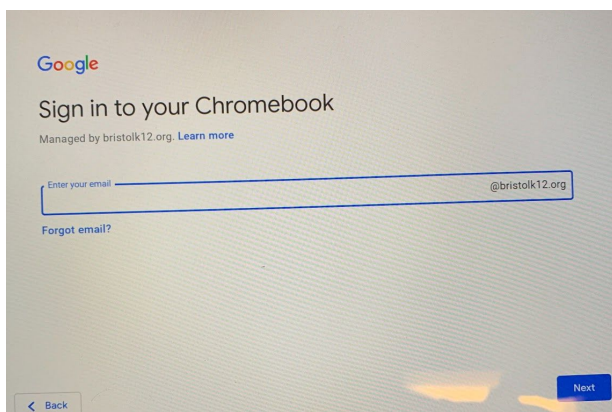 Google
Sign in to your Chromebook
Managed by bristolk12.org. Learn more
Enter your email
@bristolk12.org
Forgot email?
Next
Back